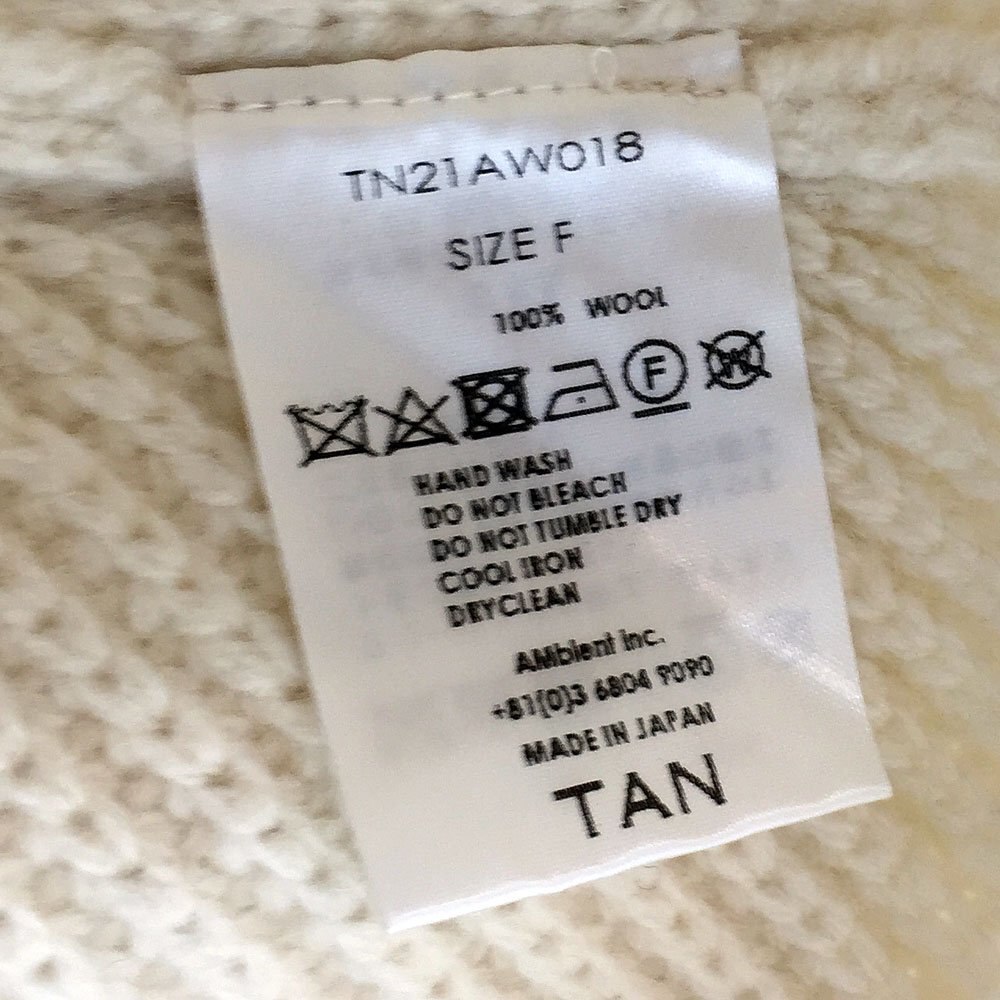 TN21AW018
SIZE F
100% WOOL
F
W
HAND WASH
DO NOT BLEACH
DO NOT TUMBLE DRY
COOL IRON
DRYCLEAN
AMbient inc.
+81(0)3 6804 9090
MADE IN JAPAN
TAN